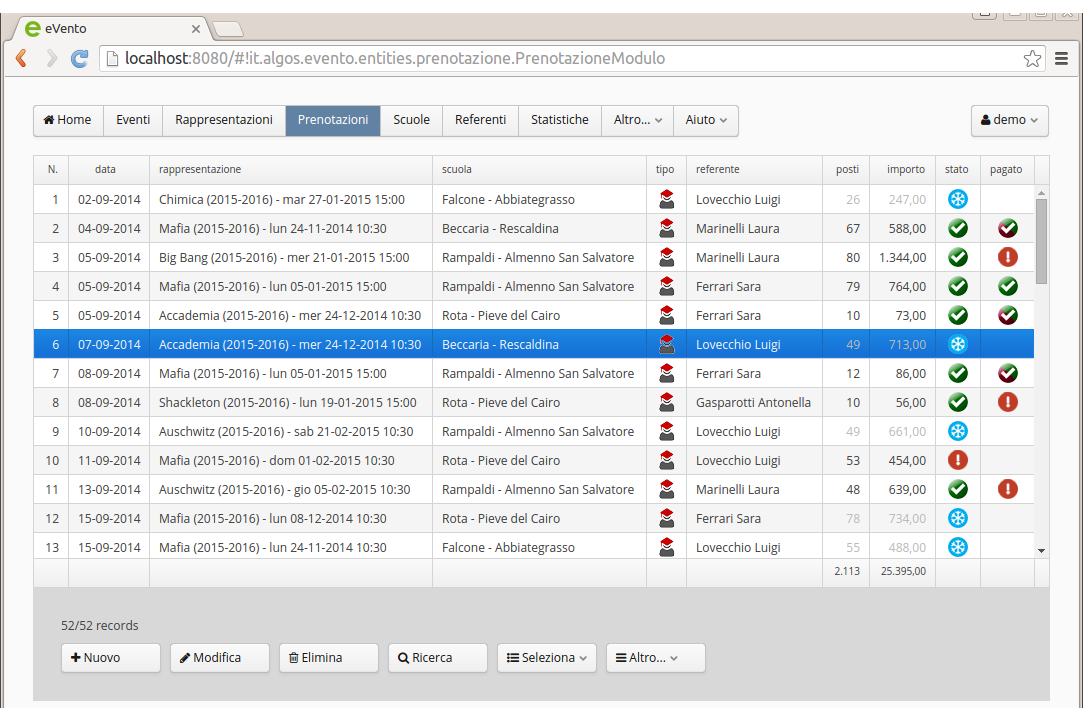 eVento
localhost:8080/#!it.algos.evento.entities.prenotazione.PrenotazioneModulo
Home Eventi Rappresentazioni Prenotazioni Scuole Referenti Statistiche Altro... Aiuto demo
N. data rappresentazione scuola tipo referente posti importo stato pagato
1 02-09-2014 Chimica (2015-2016) - mar 27-01-2015 15:00 Falcone - Abbiategrasso Lovecchio Luigi 26 247,00
2 04-09-2014 Mafia (2015-2016) - lun 24-11-2014 10:30 Beccaria - Rescaldina Marinelli Laura 67 588,00
3 05-09-2014 Big Bang (2015-2016) - mer 21-01-2015 15:00 Rampaldi - Almenno San Salvatore Marinelli Laura 80 1.344,00
4 05-09-2014 Mafia (2015-2016) - lun 05-01-2015 15:00 Rampaldi - Almenno San Salvatore Ferrari Sara 79 764,00
5 05-09-2014 Accademia (2015-2016) - mer 24-12-2014 10:30 Rota - Pieve del Cairo Ferrari Sara 10 73,00
6 07-09-2014 Accademia (2015-2016) - mer 24-12-2014 10:30 Beccaria - Rescaldina Lovecchio Luigi 49 713,00
7 08-09-2014 Mafia (2015-2016) - lun 05-01-2015 15:00 Rampaldi - Almenno San Salvatore Ferrari Sara 12 86,00
8 08-09-2014 Shackleton (2015-2016) - lun 19-01-2015 15:00 Rota - Pieve del Cairo Gasparotti Antonella 10 56,00
9 10-09-2014 Auschwitz (2015-2016) - sab 21-02-2015 10:30 Rampaldi - Almenno San Salvatore Lovecchio Luigi 49 661,00
10 11-09-2014 Mafia (2015-2016) - dom 01-02-2015 10:30 Rota - Pieve del Cairo Lovecchio Luigi 53 454,00
11 13-09-2014 Auschwitz (2015-2016) - gio 05-02-2015 10:30 Rampaldi - Almenno San Salvatore Marinelli Laura 48 639,00
12 15-09-2014 Mafia (2015-2016) - lun 08-12-2014 10:30 Rota - Pieve del Cairo Ferrari Sara 78 734,00
13 15-09-2014 Mafia (2015-2016) - lun 24-11-2014 10:30 Falcone - Abbiategrasso Lovecchio Luigi 55 488,00
2.113 25.395,00
52/52 records
Nuovo Modifica Elimina Ricerca Seleziona Altro...